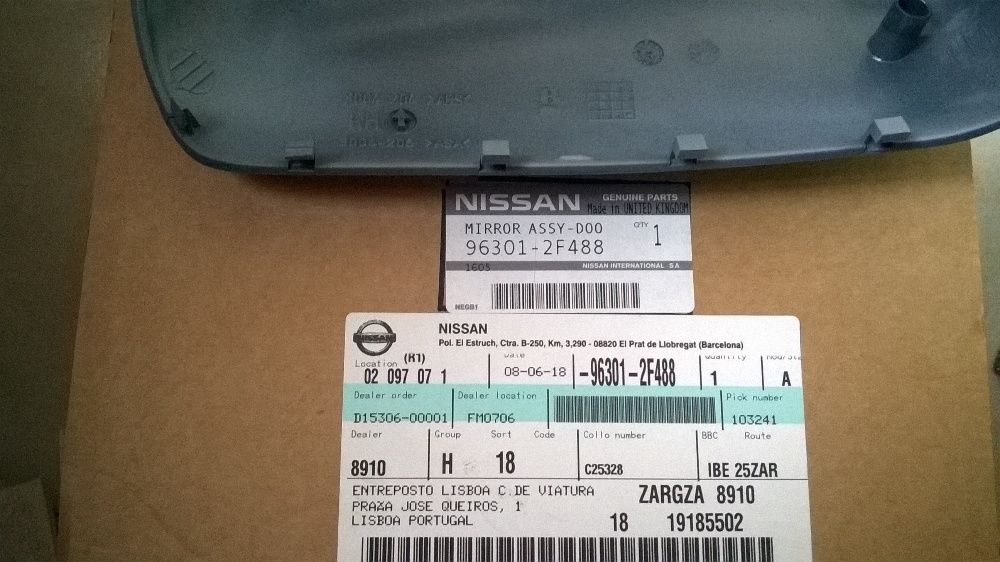 NISSAN GENUINE PARTS
Made in UNITED KINGDOM
MIRROR ASSY-DOO QTY 1
96301-2F488
1605 NISSAN INTERNATIONAL SA
NEGB1
NISSAN
NISSAN
Pol. El Estruch, Ctra. B-250, Km, 3,290 - 08820 El Prat de Llobregat (Barcelona)
Location (R1) Date Quantity
02 097 07 1 08-06-18 -96301-2F488 1 A
Dealer order Dealer location Pick number
D15306-00001 FM0706 103241
Dealer Group Sort Code Collo number BBC Route
8910 H 18 C25328 IBE 25ZAR
ENTREPOSTO LISBOA C.DE VIATURA ZARGZA 8910
PRAZA JOSE QUEIROS, 1
LISBOA PORTUGAL 18 19185502